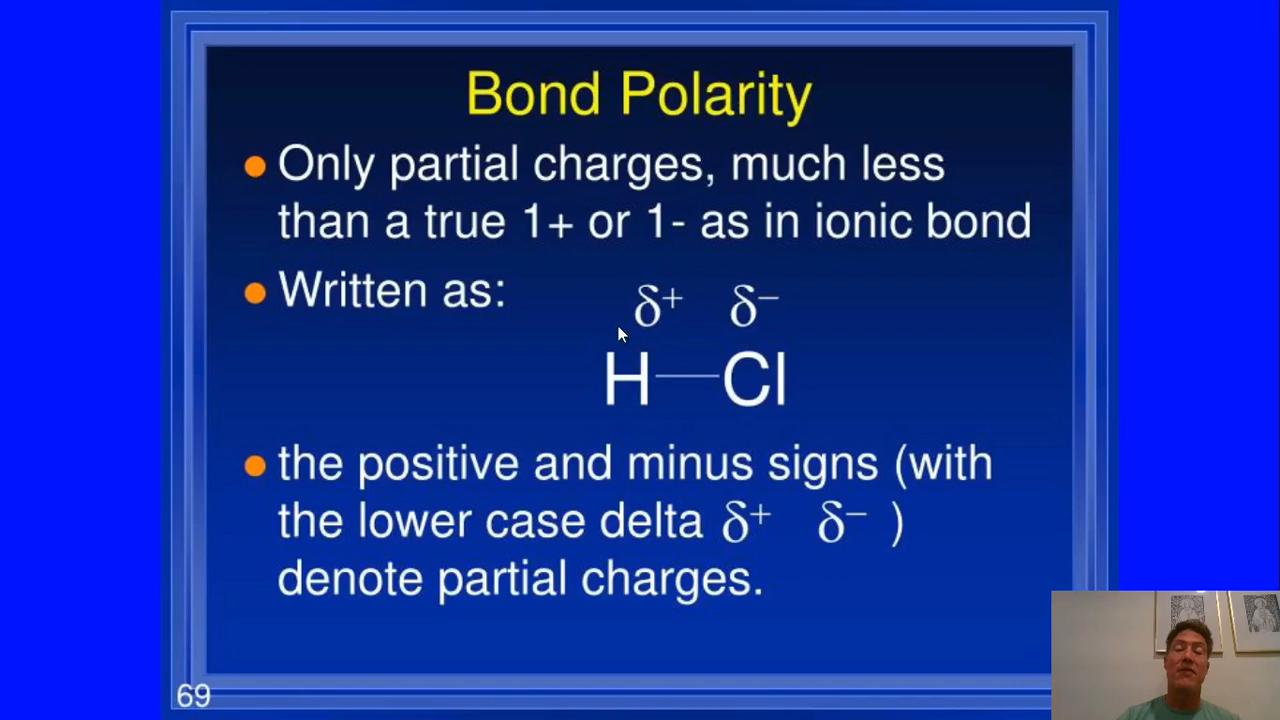 Bond Polarity
Only partial charges, much less
than a true 1+ or 1- as in ionic bond
Written as:
δ+ δ−
H—Cl
the positive and minus signs (with
the lower case delta δ+ δ− )
denote partial charges.
69